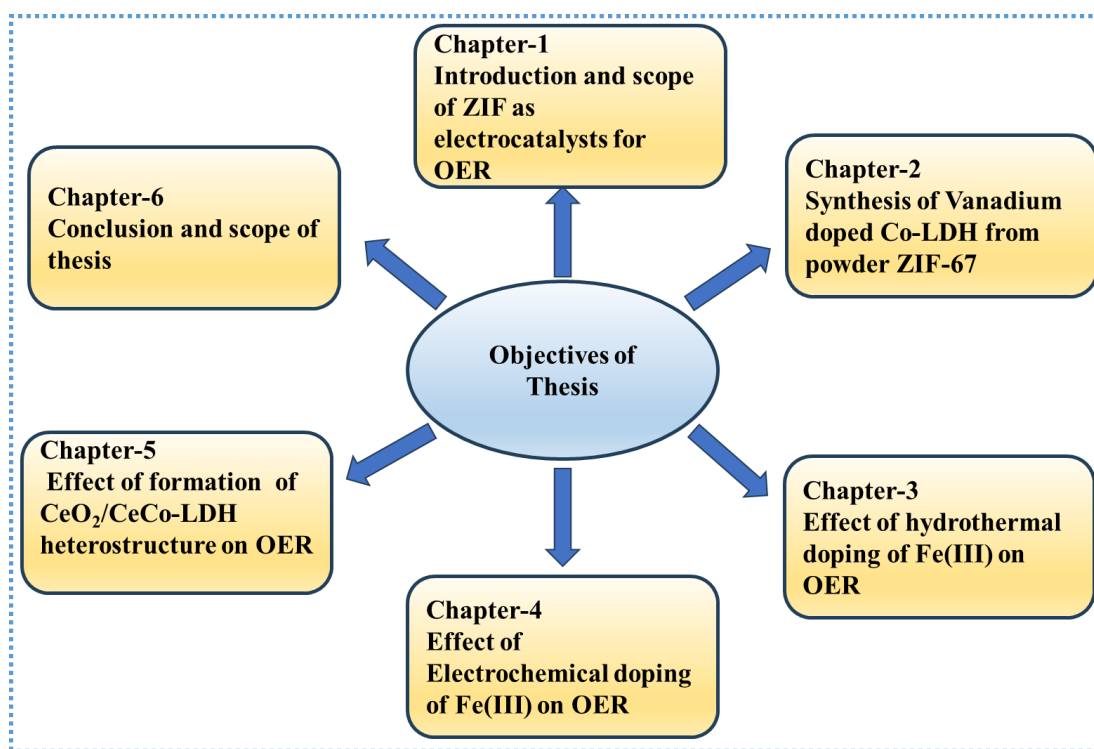 Chapter-1
Introduction and scope
of ZIF as
electrocatalysts for
OER
Chapter-2
Synthesis of Vanadium
doped Co-LDH from
powder ZIF-67
Chapter-3
Effect of hydrothermal
doping of Fe(III) on
OER
Chapter-4
Effect of
Electrochemical doping
of Fe(III) on OER
Chapter-5
Effect of formation of
CeO₂/CeCo-LDH
heterostructure on OER
Chapter-6
Conclusion and scope of
thesis
Objectives of
Thesis